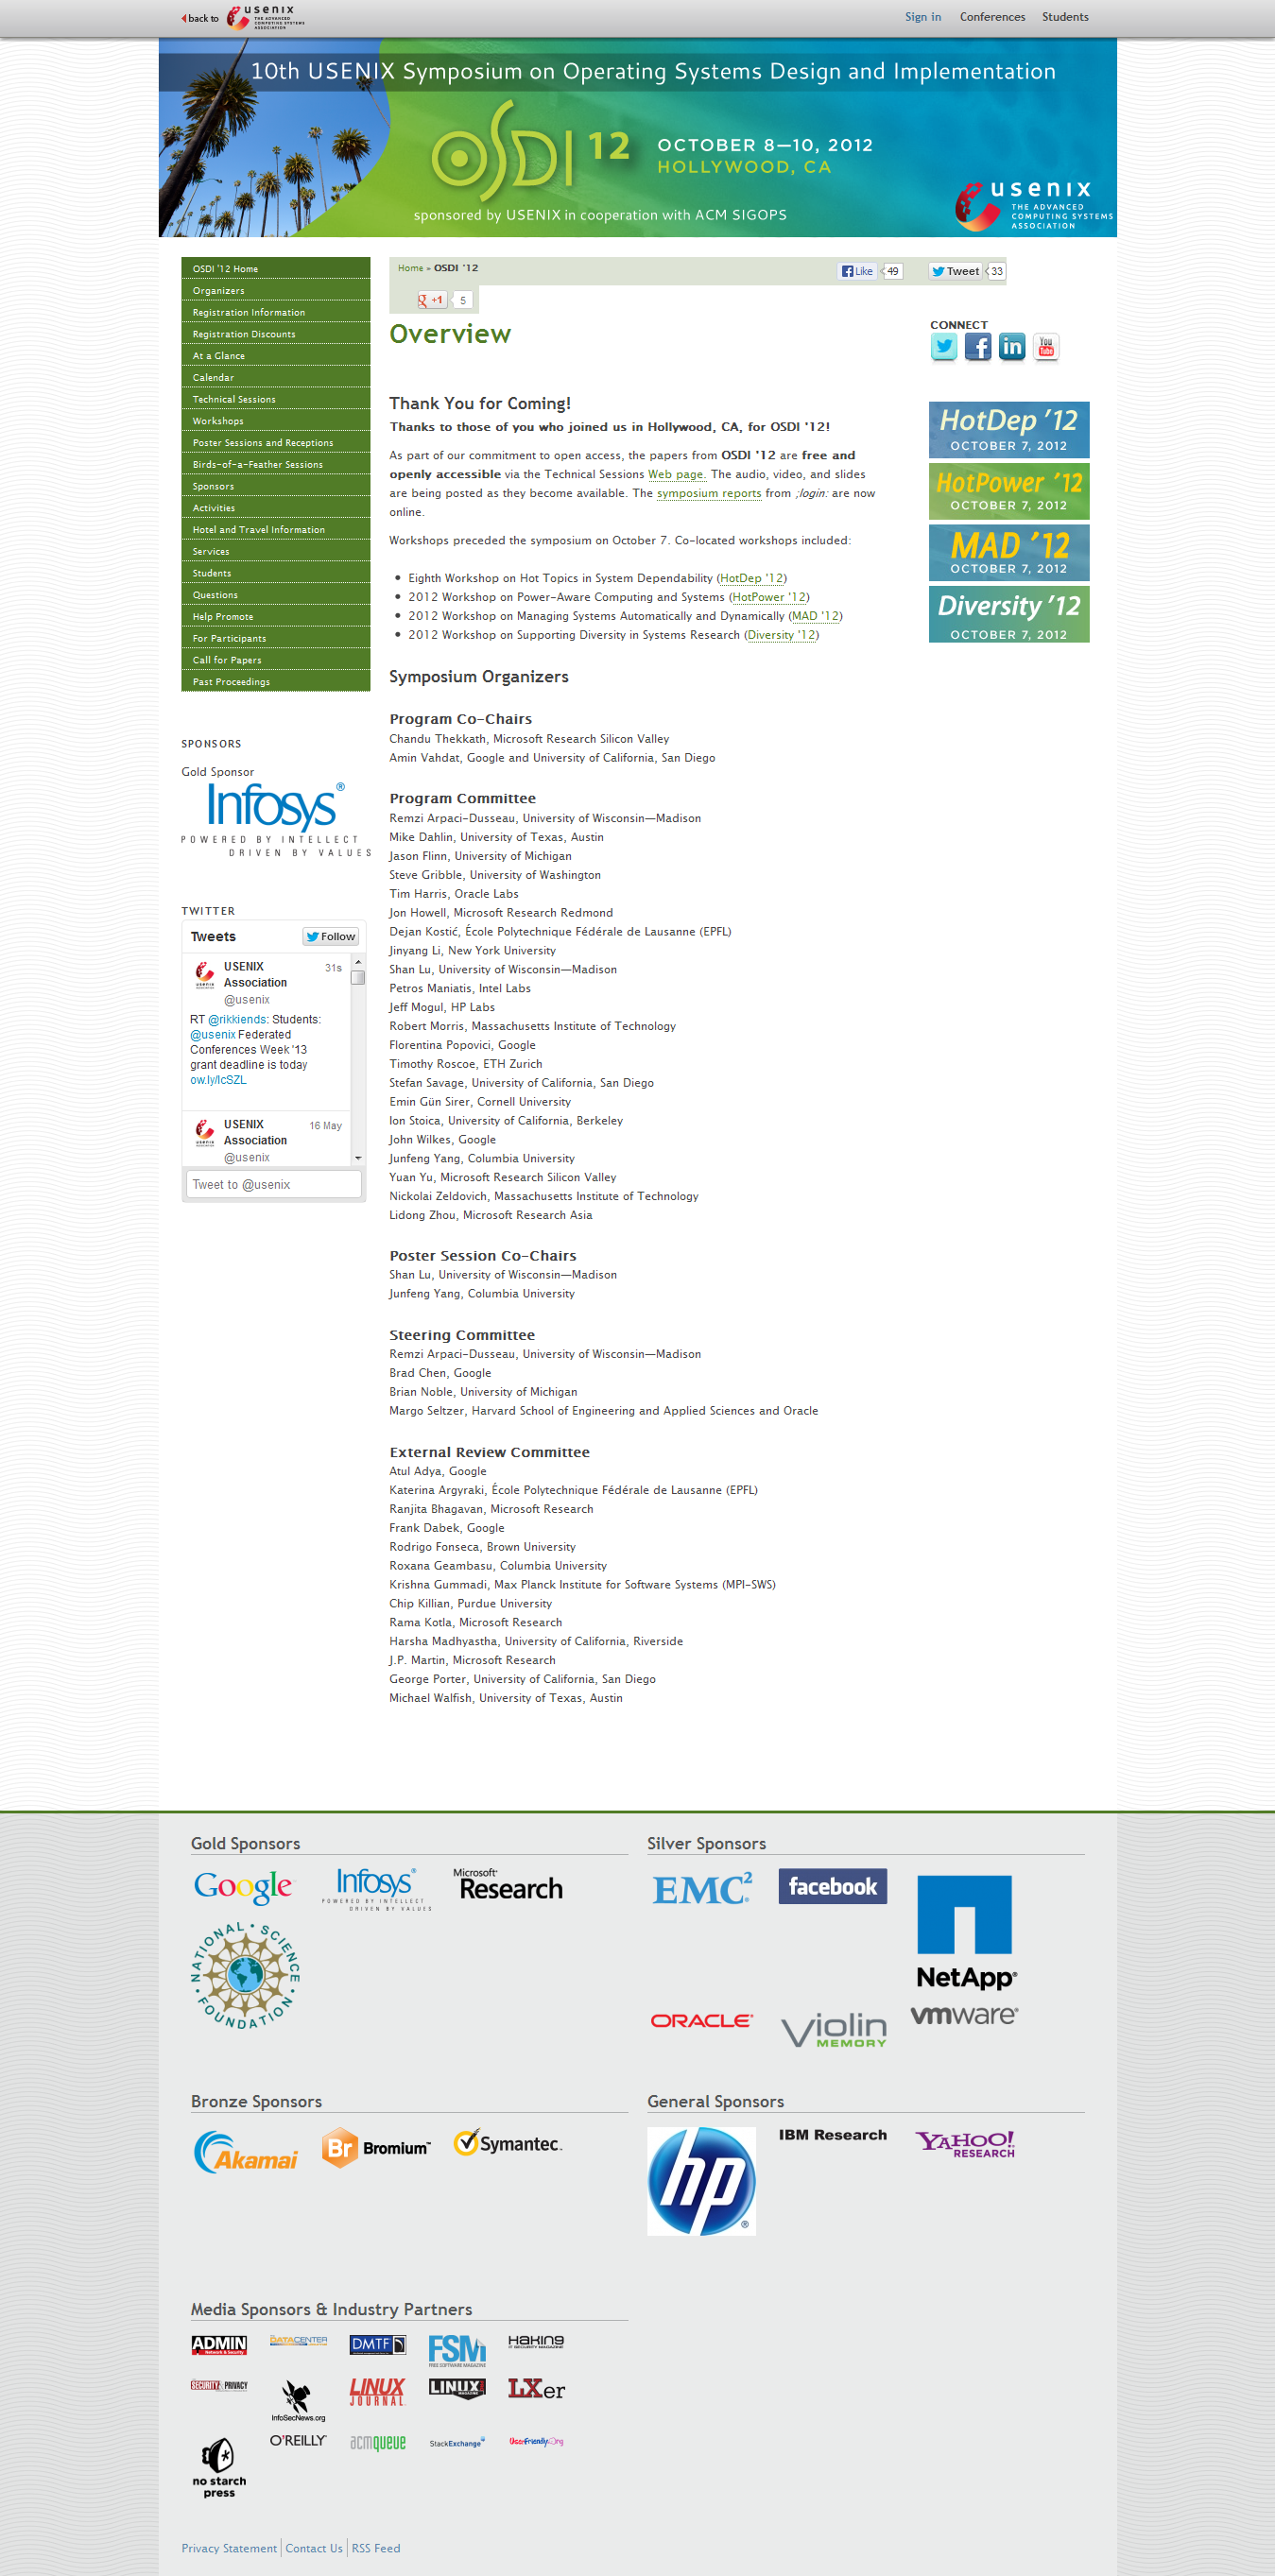 back to usenix
THE ADVANCED
COMPUTING SYSTEMS
ASSOCIATION
Sign in Conferences Students
10th USENIX Symposium on Operating Systems Design and Implementation
OSDI 12
OCTOBER 8—10, 2012
HOLLYWOOD, CA
sponsored by USENIX in cooperation with ACM SIGOPS
usenix
THE ADVANCED
COMPUTING SYSTEMS
ASSOCIATION
OSDI '12 Home
Organizers
Registration Information
Registration Discounts
At a Glance
Calendar
Technical Sessions
Workshops
Poster Sessions and Receptions
Birds-of-a-Feather Sessions
Sponsors
Activities
Hotel and Travel Information
Services
Students
Questions
Help Promote
For Participants
Call for Papers
Past Proceedings
SPONSORS
Gold Sponsor
Infosys®
POWERED BY INTELLECT
DRIVEN BY VALUES
TWITTER
Tweets Follow
USENIX 31s
Association
@usenix
RT @rikkiends: Students:
@usenix Federated
Conferences Week '13
grant deadline is today
ow.ly/lcSZL
USENIX 16 May
Association
@usenix
Tweet to @usenix
Home » OSDI '12
Like 49 Tweet 33
g +1 5
Overview
Thank You for Coming!
Thanks to those of you who joined us in Hollywood, CA, for OSDI '12!
As part of our commitment to open access, the papers from OSDI '12 are free and
openly accessible via the Technical Sessions Web page. The audio, video, and slides
are being posted as they become available. The symposium reports from ;login: are now
online.
Workshops preceded the symposium on October 7. Co-located workshops included:
• Eighth Workshop on Hot Topics in System Dependability (HotDep '12)
• 2012 Workshop on Power-Aware Computing and Systems (HotPower '12)
• 2012 Workshop on Managing Systems Automatically and Dynamically (MAD '12)
• 2012 Workshop on Supporting Diversity in Systems Research (Diversity '12)
Symposium Organizers
Program Co-Chairs
Chandu Thekkath, Microsoft Research Silicon Valley
Amin Vahdat, Google and University of California, San Diego
Program Committee
Remzi Arpaci-Dusseau, University of Wisconsin—Madison
Mike Dahlin, University of Texas, Austin
Jason Flinn, University of Michigan
Steve Gribble, University of Washington
Tim Harris, Oracle Labs
Jon Howell, Microsoft Research Redmond
Dejan Kostić, École Polytechnique Fédérale de Lausanne (EPFL)
Jinyang Li, New York University
Shan Lu, University of Wisconsin—Madison
Petros Maniatis, Intel Labs
Jeff Mogul, HP Labs
Robert Morris, Massachusetts Institute of Technology
Florentina Popovici, Google
Timothy Roscoe, ETH Zurich
Stefan Savage, University of California, San Diego
Emin Gün Sirer, Cornell University
Ion Stoica, University of California, Berkeley
John Wilkes, Google
Junfeng Yang, Columbia University
Yuan Yu, Microsoft Research Silicon Valley
Nickolai Zeldovich, Massachusetts Institute of Technology
Lidong Zhou, Microsoft Research Asia
Poster Session Co-Chairs
Shan Lu, University of Wisconsin—Madison
Junfeng Yang, Columbia University
Steering Committee
Remzi Arpaci-Dusseau, University of Wisconsin—Madison
Brad Chen, Google
Brian Noble, University of Michigan
Margo Seltzer, Harvard School of Engineering and Applied Sciences and Oracle
External Review Committee
Atul Adya, Google
Katerina Argyraki, École Polytechnique Fédérale de Lausanne (EPFL)
Ranjita Bhagavan, Microsoft Research
Frank Dabek, Google
Rodrigo Fonseca, Brown University
Roxana Geambasu, Columbia University
Krishna Gummadi, Max Planck Institute for Software Systems (MPI-SWS)
Chip Killian, Purdue University
Rama Kotla, Microsoft Research
Harsha Madhyastha, University of California, Riverside
J.P. Martin, Microsoft Research
George Porter, University of California, San Diego
Michael Walfish, University of Texas, Austin
CONNECT
You Tube
HotDep '12
OCTOBER 7, 2012
HotPower '12
OCTOBER 7, 2012
MAD '12
OCTOBER 7, 2012
Diversity '12
OCTOBER 7, 2012
Gold Sponsors
Google
Infosys®
POWERED BY INTELLECT
DRIVEN BY VALUES
Microsoft®
Research
NATIONAL SCIENCE FOUNDATION
Silver Sponsors
EMC2
facebook
NetApp
ORACLE
Violin
MEMORY
vmware
Bronze Sponsors
Akamai
Br Bromium
Symantec.
General Sponsors
hp
IBM Research
YAHOO!
RESEARCH
Media Sponsors & Industry Partners
ADMIN
Network & Security
DATACENTER
DMTF
FSM
FREE SOFTWARE MAGAZINE
HAKIN9
IT SECURITY MAGAZINE
SECURITY & PRIVACY
InfoSecNews.org
LINUX
JOURNAL
LINUX
LXer
no starch
press
O'REILLY
acmqueue
StackExchange
UserFriendly.Org
Privacy Statement Contact Us RSS Feed